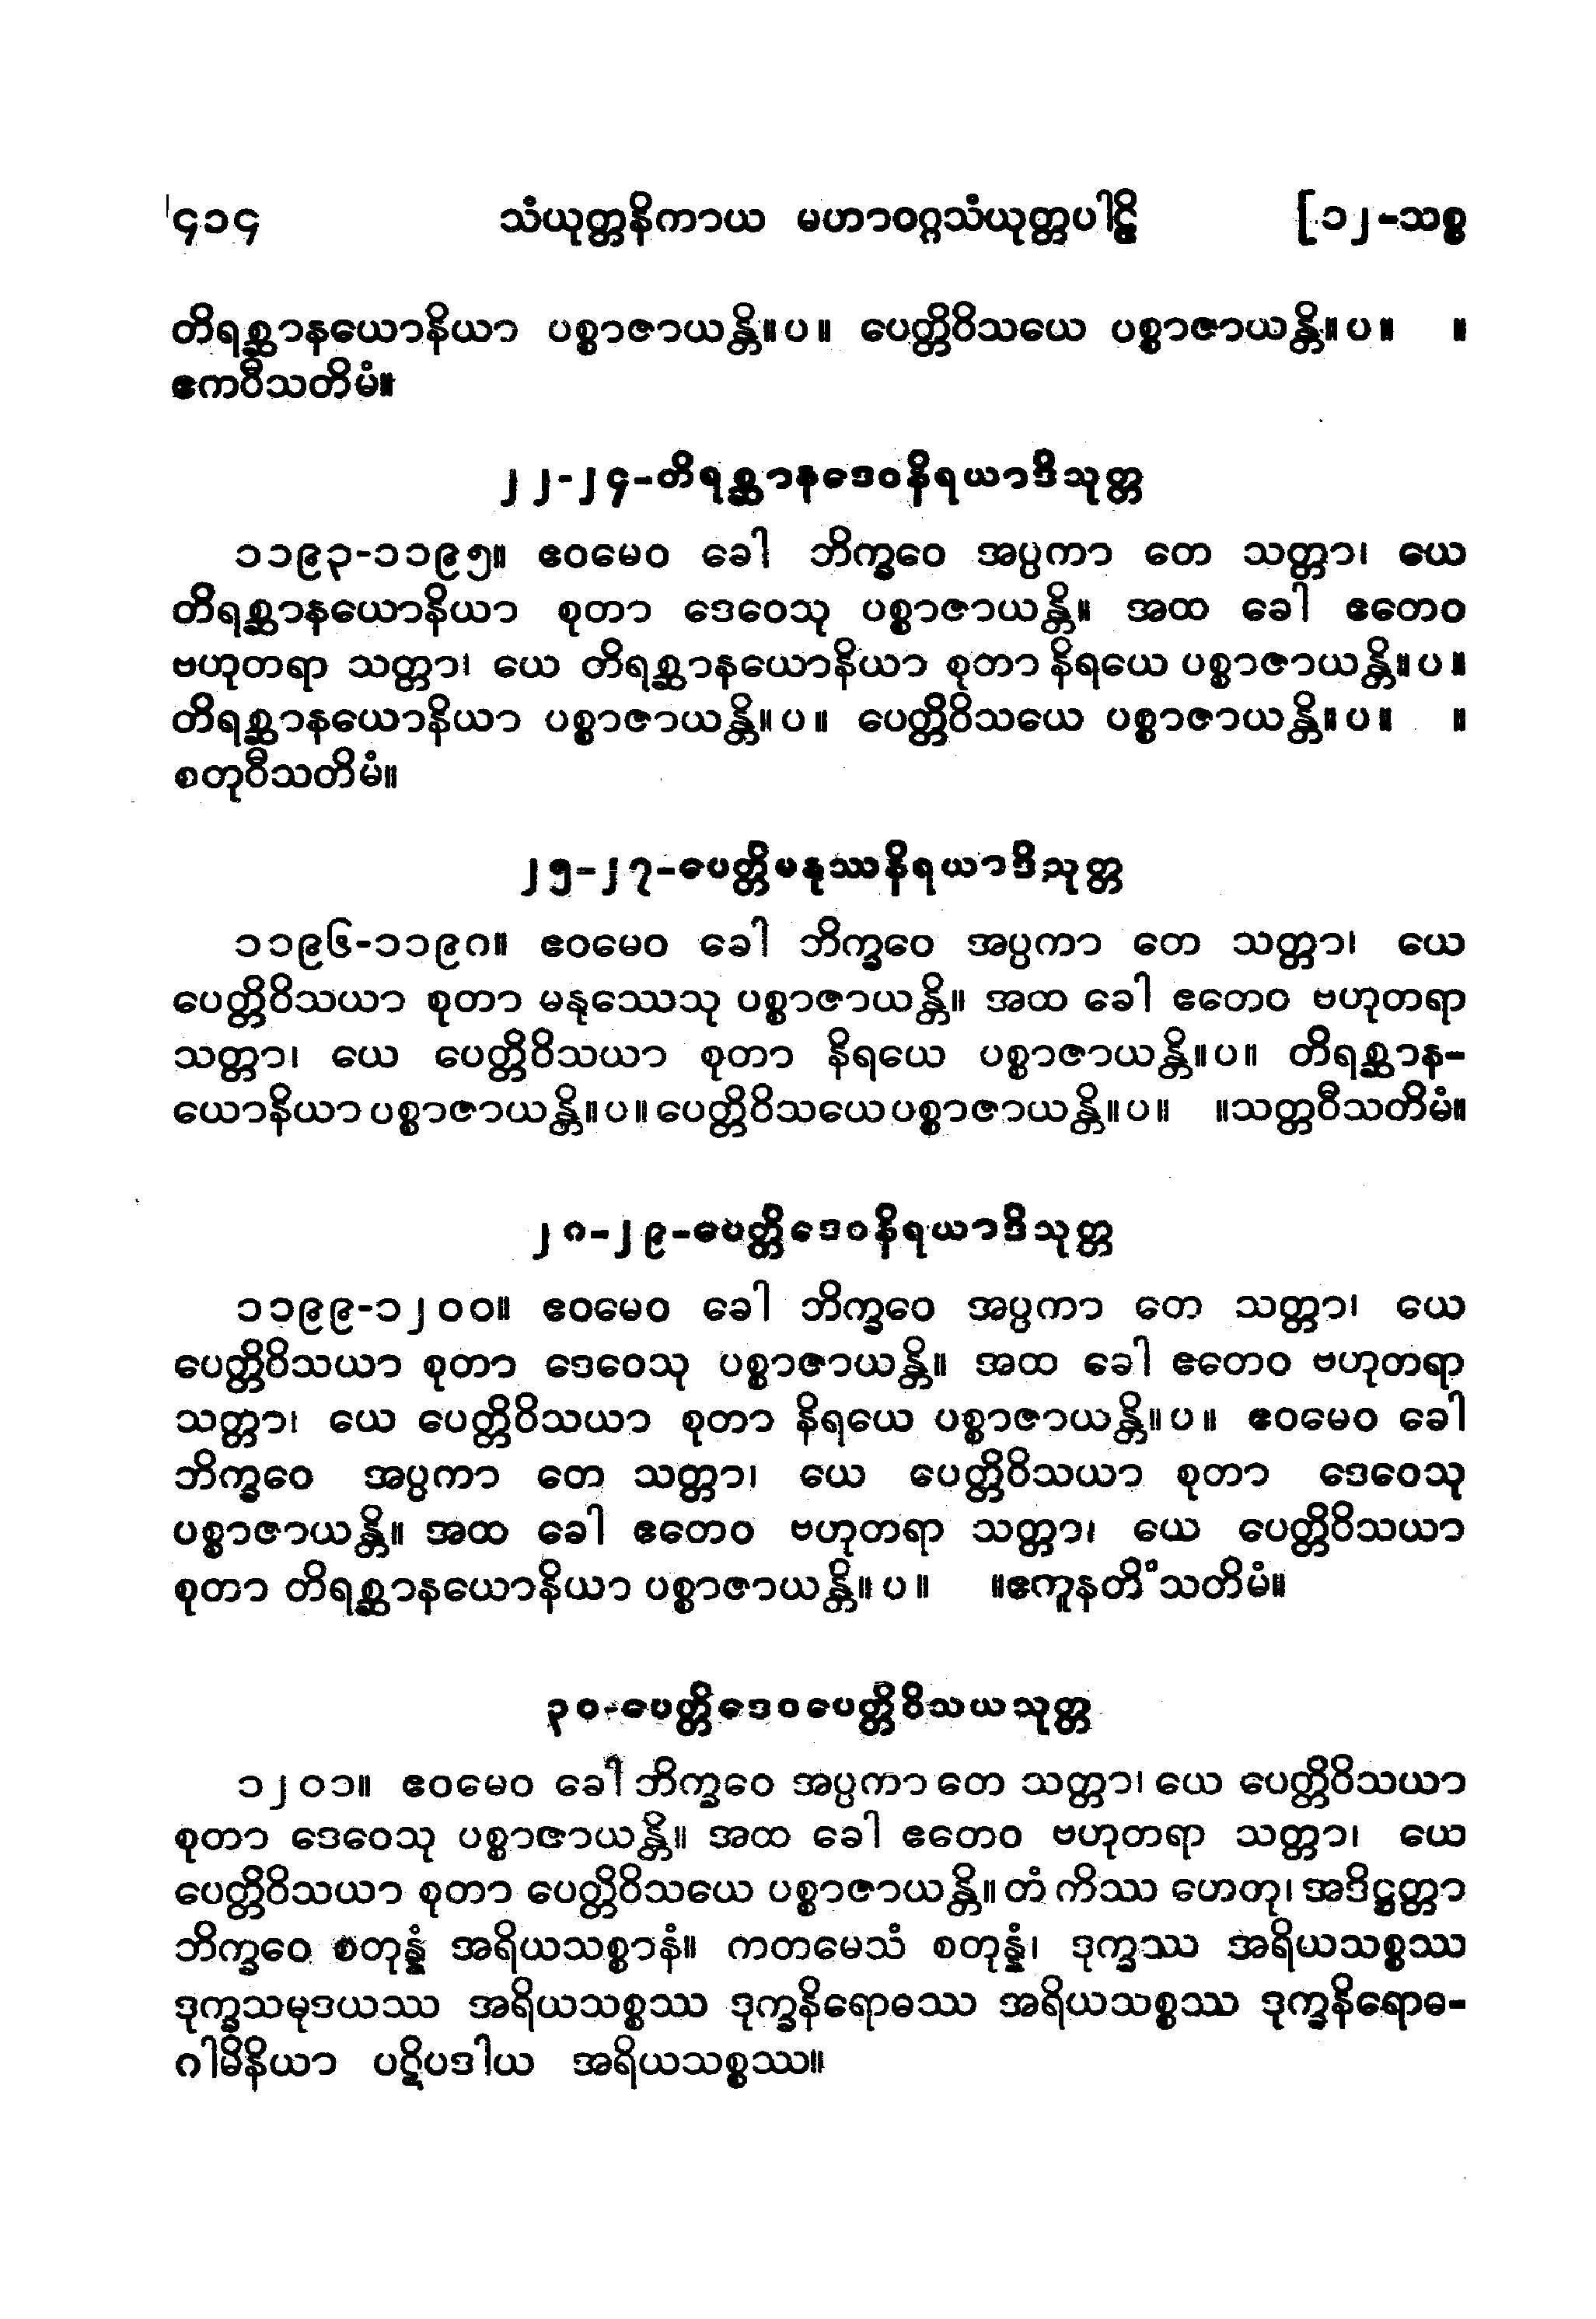 ၄၁၄ သံယုတ္တနိကာယ မဟာဝဂ္ဂသံယုတ္တပါဠိ [၁၂-သစ္စ
တိရစ္ဆာနယောနိယာ ပစ္စာဇာယန္တိ။ပ။ ပေတ္တိဝိသယေ ပစ္စာဇာယန္တိ။ပ။ ။
ဧကဝီသတိမံ။
၂၂-၂၄-တိရစ္ဆာနဒေဝနိရယာဒိသုတ္တ
၁၁၉၃-၁၁၉၅။ ဧဝမေဝ ခေါ ဘိက္ခဝေ အပ္ပကာ တေ သတ္တာ၊ ယေ
တိရစ္ဆာနယောနိယာ စုတာ ဒေဝေသု ပစ္စာဇာယန္တိ။ အထ ခေါ ဧတေဝ
ဗဟုတရာ သတ္တာ၊ ယေ တိရစ္ဆာနယောနိယာ စုတာ နိရယေ ပစ္စာဇာယန္တိ။ပ။
တိရစ္ဆာနယောနိယာ ပစ္စာဇာယန္တိ။ပ။ ပေတ္တိဝိသယေ ပစ္စာဇာယန္တိ။ပ။ ။
စတုဝီသတိမံ။
၂၅-၂၇-ပေတ္တိမနုဿနိရယာဒိသုတ္တ
၁၁၉၆-၁၁၉၈။ ဧဝမေဝ ခေါ ဘိက္ခဝေ အပ္ပကာ တေ သတ္တာ၊ ယေ
ပေတ္တိဝိသယာ စုတာ မနုဿေသု ပစ္စာဇာယန္တိ။ အထ ခေါ ဧတေဝ ဗဟုတရာ
သတ္တာ၊ ယေ ပေတ္တိဝိသယာ စုတာ နိရယေ ပစ္စာဇာယန္တိ။ပ။ တိရစ္ဆာန-
ယောနိယာ ပစ္စာဇာယန္တိ။ပ။ ပေတ္တိဝိသယေ ပစ္စာဇာယန္တိ။ပ။ ။သတ္တဝီသတိမံ။
၂၈-၂၉-ပေတ္တိဒေဝနိရယာဒိသုတ္တ
၁၁၉၉-၁၂၀၀။ ဧဝမေဝ ခေါ ဘိက္ခဝေ အပ္ပကာ တေ သတ္တာ၊ ယေ
ပေတ္တိဝိသယာ စုတာ ဒေဝေသု ပစ္စာဇာယန္တိ။ အထ ခေါ ဧတေဝ ဗဟုတရာ
သတ္တာ၊ ယေ ပေတ္တိဝိသယာ စုတာ နိရယေ ပစ္စာဇာယန္တိ။ပ။ ဧဝမေဝ ခေါ
ဘိက္ခဝေ အပ္ပကာ တေ သတ္တာ၊ ယေ ပေတ္တိဝိသယာ စုတာ ဒေဝေသု
ပစ္စာဇာယန္တိ။ အထ ခေါ ဧတေဝ ဗဟုတရာ သတ္တာ၊ ယေ ပေတ္တိဝိသယာ
စုတာ တိရစ္ဆာနယောနိယာ ပစ္စာဇာယန္တိ။ ပ။ ။ဧကူနတိံသတိမံ။
၃၀-ပေတ္တိဒေဝပေတ္တိဝိသယသုတ္တ
၁၂၀၁။ ဧဝမေဝ ခေါ ဘိက္ခဝေ အပ္ပကာ တေ သတ္တာ၊ ယေ ပေတ္တိဝိသယာ
စုတာ ဒေဝေသု ပစ္စာဇာယန္တိ။ အထ ခေါ ဧတေဝ ဗဟုတရာ သတ္တာ၊ ယေ
ပေတ္တိဝိသယာ စုတာ ပေတ္တိဝိသယေ ပစ္စာဇာယန္တိ။ တံ ကိဿ ဟေတု၊ အဒိဋ္ဌတ္တာ
ဘိက္ခဝေ စတုန္နံ အရိယသစ္စာနံ။ ကတမေသံ စတုန္နံ၊ ဒုက္ခဿ အရိယသစ္စဿ
ဒုက္ခသမုဒယဿ အရိယသစ္စဿ ဒုက္ခနိရောဓဿ အရိယသစ္စဿ ဒုက္ခနိရောဓ-
ဂါမိနိယာ ပဋိပဒါယ အရိယသစ္စဿ။